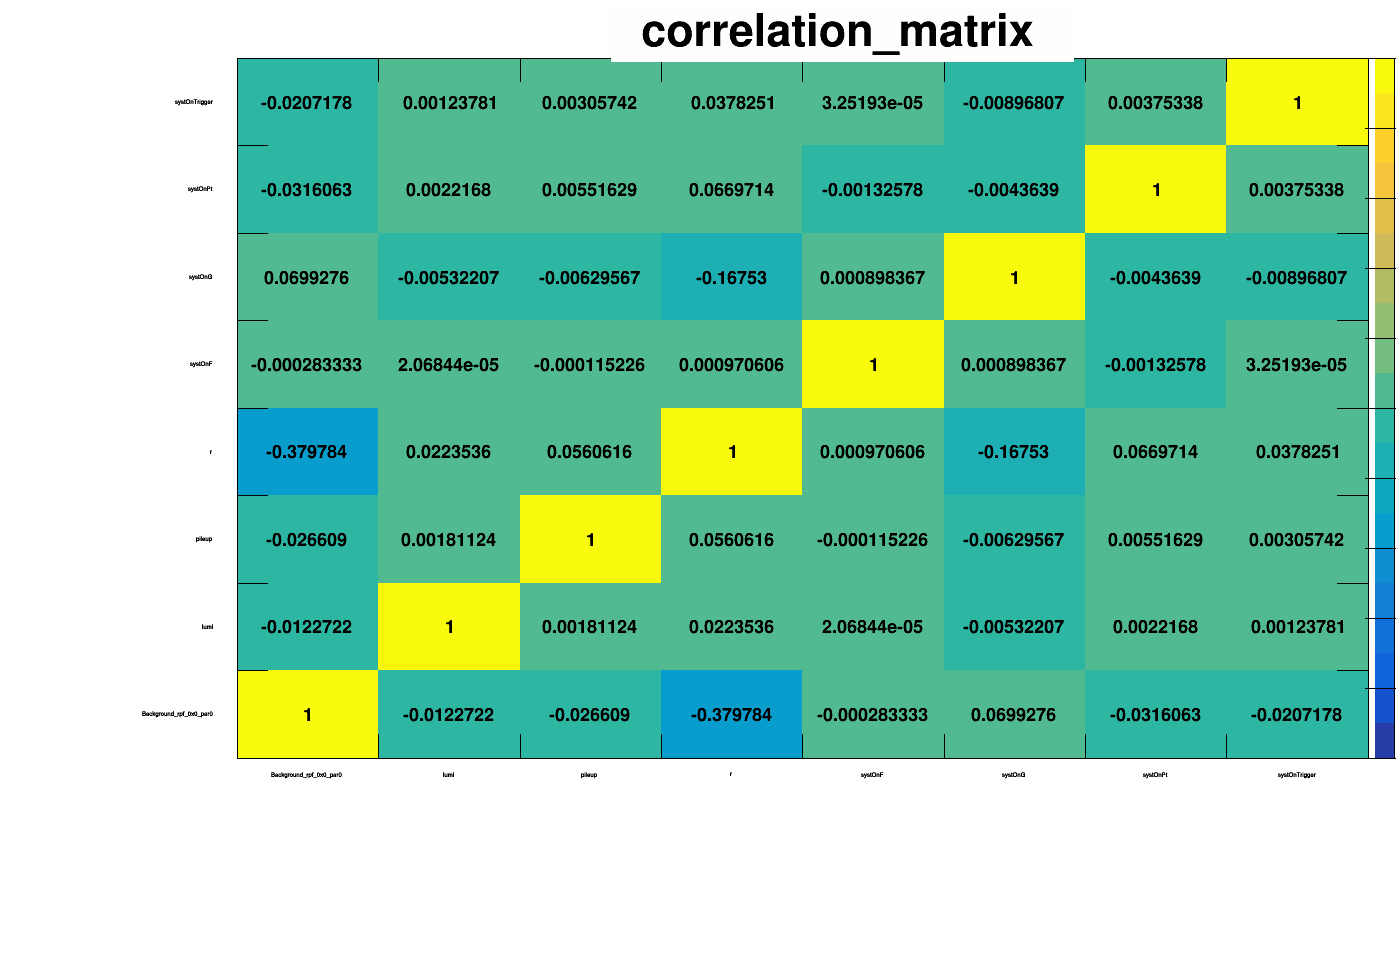 correlation_matrix
systOnTrigger -0.0207178 0.00123781 0.00305742 0.0378251 3.25193e-05 -0.00896807 0.00375338 1
systOnPt -0.0316063 0.0022168 0.00551629 0.0669714 -0.00132578 -0.0043639 1 0.00375338
systOnG 0.0699276 -0.00532207 -0.00629567 -0.16753 0.000898367 1 -0.0043639 -0.00896807
systOnF -0.000283333 2.06844e-05 -0.000115226 0.000970606 1 0.000898367 -0.00132578 3.25193e-05
r -0.379784 0.0223536 0.0560616 1 0.000970606 -0.16753 0.0669714 0.0378251
pileup -0.026609 0.00181124 1 0.0560616 -0.000115226 -0.00629567 0.00551629 0.00305742
lumi -0.0122722 1 0.00181124 0.0223536 2.06844e-05 -0.00532207 0.0022168 0.00123781
Background_rpf_0x0_par0 1 -0.0122722 -0.026609 -0.379784 -0.000283333 0.0699276 -0.0316063 -0.0207178
Background_rpf_0x0_par0 lumi pileup r systOnF systOnG systOnPt systOnTrigger